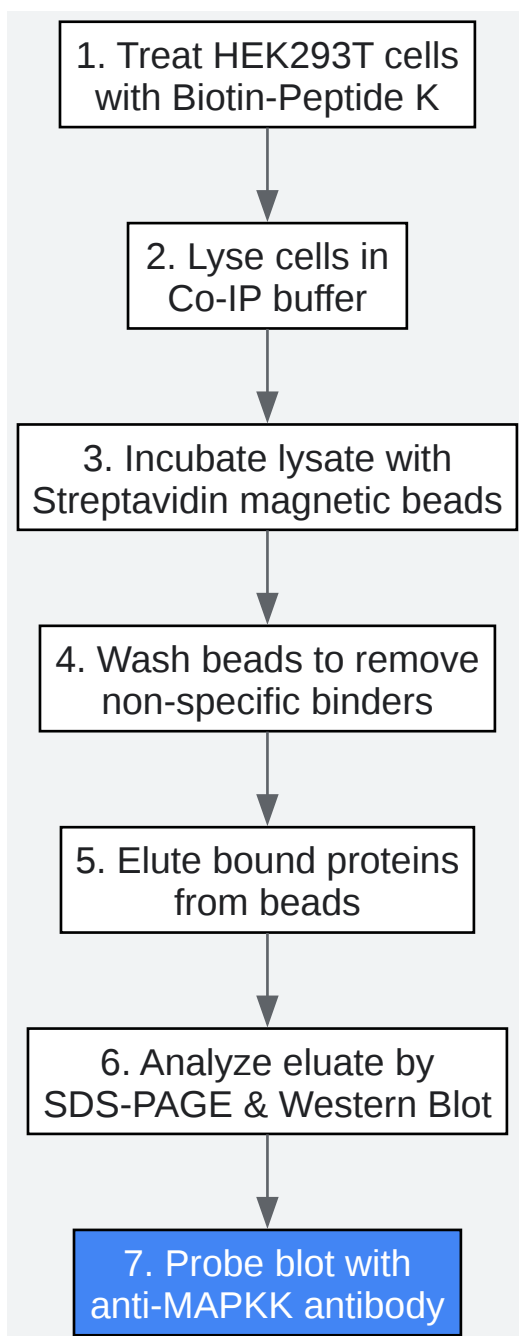 1. Treat HEK293T cells
with Biotin-Peptide K
2. Lyse cells in
Co-IP buffer
3. Incubate lysate with
Streptavidin magnetic beads
4. Wash beads to remove
non-specific binders
5. Elute bound proteins
from beads
6. Analyze eluate by
SDS-PAGE & Western Blot
7. Probe blot with
anti-MAPKK antibody